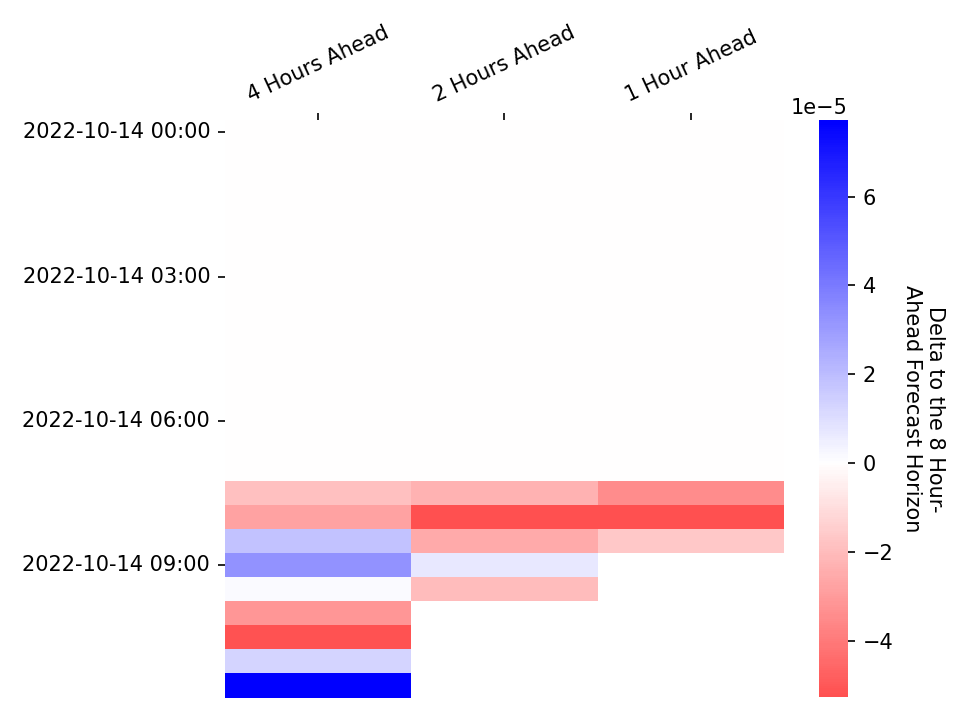 4 Hours Ahead
2 Hours Ahead
1 Hour Ahead
1e−5
2022-10-14 00:00
2022-10-14 03:00
2022-10-14 06:00
2022-10-14 09:00
6
4
2
0
−2
−4
Delta to the 8 Hour-
Ahead Forecast Horizon